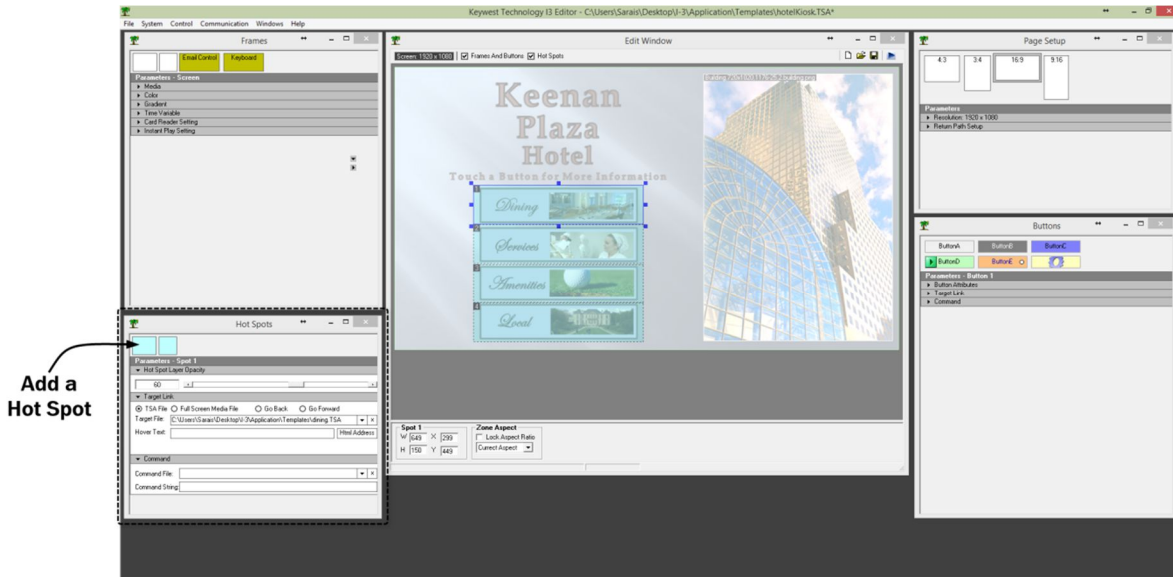 Keywest Technology I3 Editor - C:\Users\Sarais\Desktop\I-3\Application\Templates\hotelKiosk.TSA*
File System Control Communication Windows Help
Frames
Email Control Keyboard
Parameters - Screen
Media
Color
Gradient
Time Variable
Card Reader Setting
Instant Play Setting
Edit Window
Screen: 1920 x 1080 Frames And Buttons Hot Spots
Keenan
Plaza
Hotel
Touch a Button for More Information
1
Dining
2
Services
3
Amenities
4
Local
Spot 1
W 649 X 299
H 150 Y 449
Zone Aspect
Lock Aspect Ratio
Currect Aspect
Page Setup
4:3 3:4 16:9 9:16
Parameters
Resolution: 1920 x 1080
Return Path Setup
Buttons
ButtonA ButtonB ButtonC
ButtonD ButtonE
Parameters - Button 1
Button Attributes
Target Link
Command
Add a
Hot Spot
Hot Spots
Parameters - Spot 1
Hot Spot Layer Opacity
60
Target Link
TSA File Full Screen Media File Go Back Go Forward
Target File: C:\Users\Sarais\Desktop\I-3\Application\Templates\dining.TSA
Hover Text: Html Address
Command
Command File:
Command String: